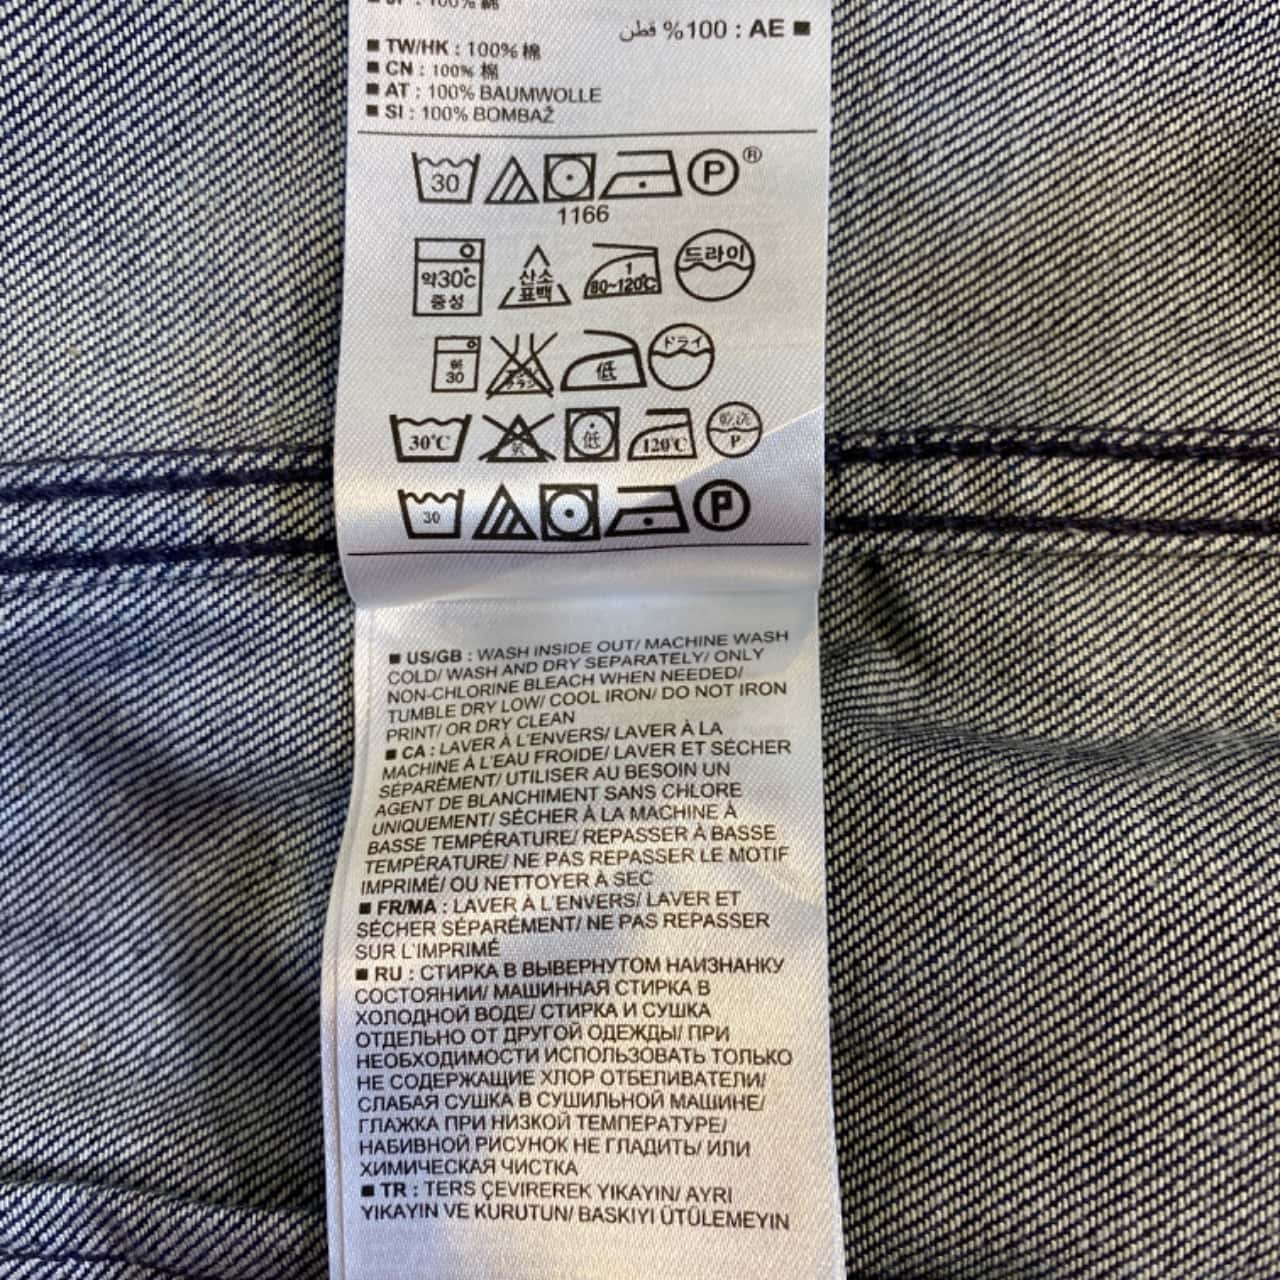 JP : 100% 綿
■ TW/HK : 100% 棉
■ CN : 100% 棉
■ AT : 100% BAUMWOLLE
■ SI : 100% BOMBAŽ
■ AE : 100% قطن
30 P ®
1166
약30℃ 중성 산소 표백 1 80~120℃ 드라이
30 低 ドライ
30℃ 低 120℃ P
30 P
■ US/GB : WASH INSIDE OUT/ MACHINE WASH
COLD/ WASH AND DRY SEPARATELY/ ONLY
NON-CHLORINE BLEACH WHEN NEEDED/
TUMBLE DRY LOW/ COOL IRON/ DO NOT IRON
PRINT/ OR DRY CLEAN
■ CA : LAVER À L'ENVERS/ LAVER À LA
MACHINE À L'EAU FROIDE/ LAVER ET SÉCHER
SÉPARÉMENT/ UTILISER AU BESOIN UN
AGENT DE BLANCHIMENT SANS CHLORE
UNIQUEMENT/ SÉCHER À LA MACHINE À
BASSE TEMPÉRATURE/ REPASSER À BASSE
TEMPÉRATURE/ NE PAS REPASSER LE MOTIF
IMPRIMÉ/ OU NETTOYER À SEC
■ FR/MA : LAVER À L'ENVERS/ LAVER ET
SÉCHER SÉPARÉMENT/ NE PAS REPASSER
SUR L'IMPRIMÉ
■ RU : СТИРКА В ВЫВЕРНУТОМ НАИЗНАНКУ
СОСТОЯНИИ/ МАШИННАЯ СТИРКА В
ХОЛОДНОЙ ВОДЕ/ СТИРКА И СУШКА
ОТДЕЛЬНО ОТ ДРУГОЙ ОДЕЖДЫ/ ПРИ
НЕОБХОДИМОСТИ ИСПОЛЬЗОВАТЬ ТОЛЬКО
НЕ СОДЕРЖАЩИЕ ХЛОР ОТБЕЛИВАТЕЛИ/
СЛАБАЯ СУШКА В СУШИЛЬНОЙ МАШИНЕ/
ГЛАЖКА ПРИ НИЗКОЙ ТЕМПЕРАТУРЕ/
НАБИВНОЙ РИСУНОК НЕ ГЛАДИТЬ/ ИЛИ
ХИМИЧЕСКАЯ ЧИСТКА
■ TR : TERS ÇEVIREREK YIKAYIN/ AYRI
YIKAYIN VE KURUTUN/ BASKIYI ÜTÜLEMEYIN